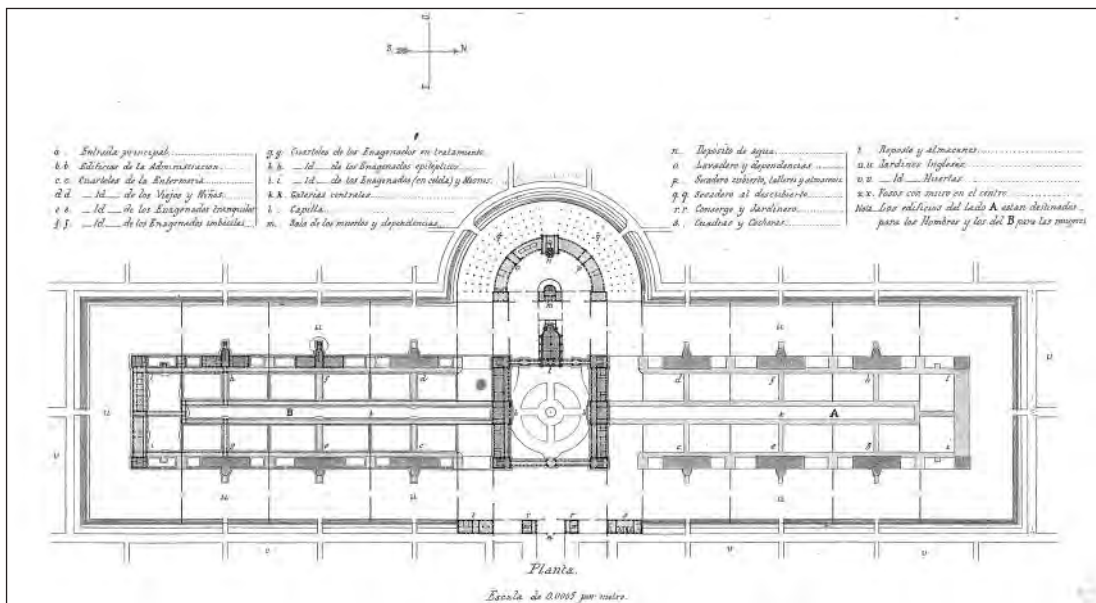 S. N
a. Entrada principal
b.b. Edificios de la Administracion
c.c. Cuarteles de la Enfermería
d.d. Id de los Viejos y Niños
e.e. Id de los Enagenados tranquilos
f.f. Id de los Enagenados imbéciles
g.g. Cuarteles de los Enagenados en tratamiento
h.h. Id de los Enagenados epilépticos
i.i. Id de los Enagenados (en celda) y
k.k. Galerias centrales
l. Capilla
m. Sala de los muertos y dependencias
n. Depósito de agua
o. Lavadero y dependencias
p. Secadero cubierto, talleres y almacenes
q.q. Secadero al descubierto
r.r. Conserge y Jardinero
s. Cuadras y Cocheras
t. Reposte y almacenes
u.u. Jardines Ingleses
v.v. Id Huertas
x.x. Fosos con muro en el centro
Nota. Los edificios del lado A estan destinados
para los Hombres y los del B para las mugeres
B A
Planta.
Escala de 0,0005 por metro.